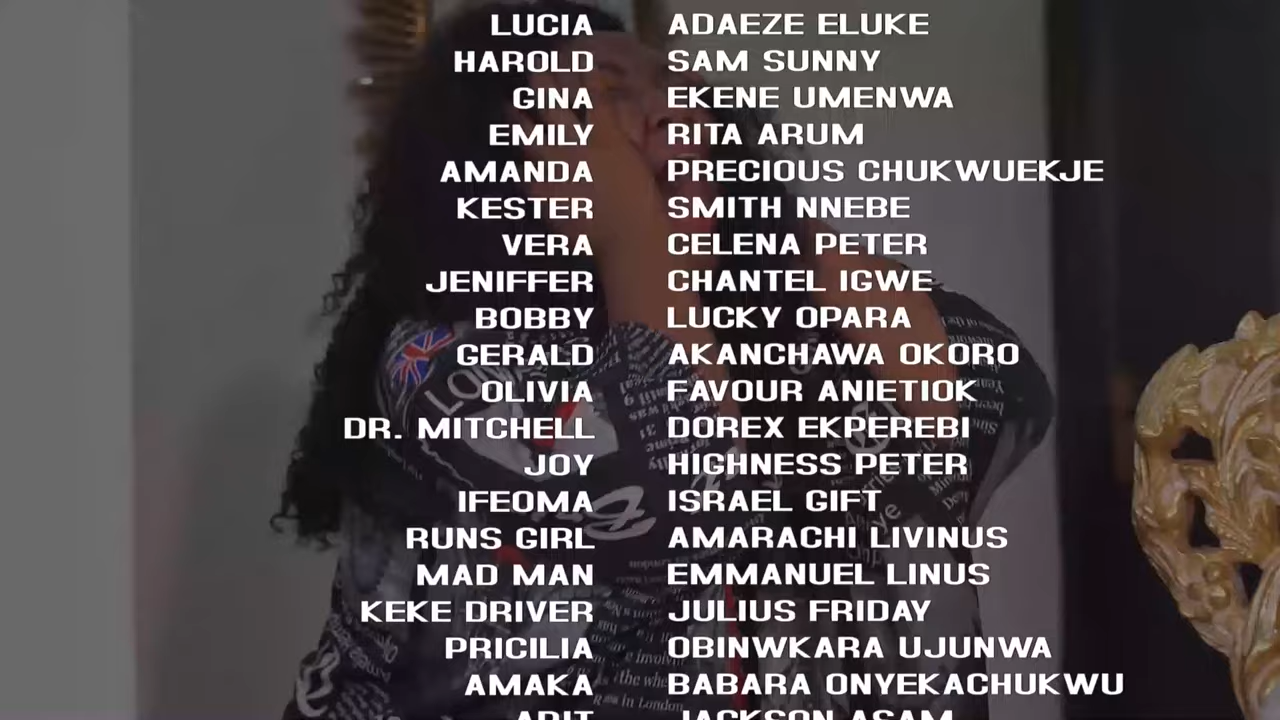 LUCIA ADAEZE ELUKE
HAROLD SAM SUNNY
GINA EKENE UMENWA
EMILY RITA ARUM
AMANDA PRECIOUS CHUKWUEKJE
KESTER SMITH NNEBE
VERA CELENA PETER
JENIFFER CHANTEL IGWE
BOBBY LUCKY OPARA
GERALD AKANCHAWA OKORO
OLIVIA FAVOUR ANIETIOK
DR. MITCHELL DOREX EKPEREBI
JOY HIGHNESS PETER
IFEOMA ISRAEL GIFT
RUNS GIRL AMARACHI LIVINUS
MAD MAN EMMANUEL LINUS
KEKE DRIVER JULIUS FRIDAY
PRICILIA OBINWKARA UJUNWA
AMAKA BABARA ONYEKACHUKWU
JACKSON ASAM